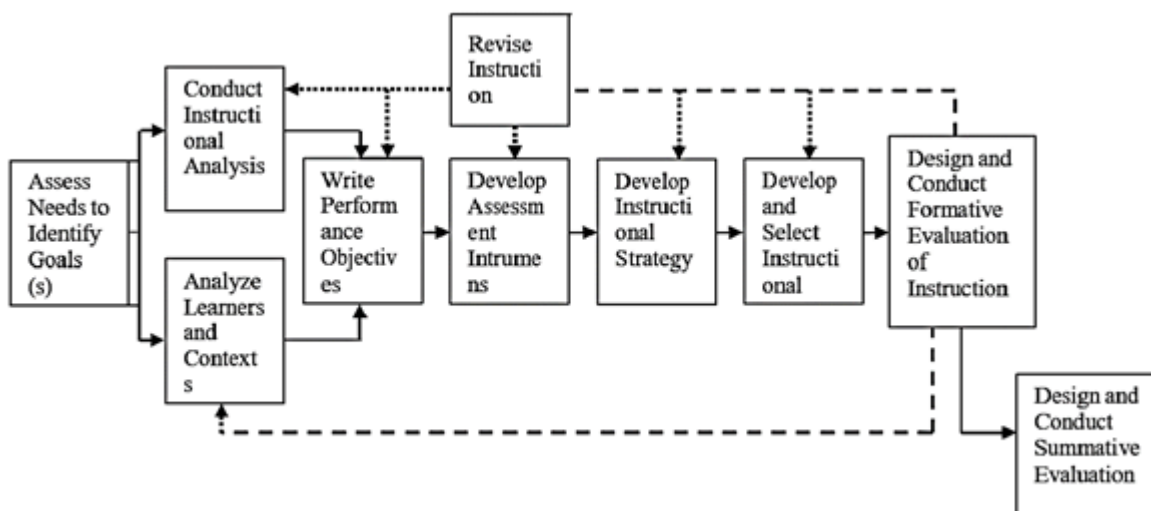 Revise
Instructi
on
Conduct
Instructi
onal
Analysis
Assess
Needs to
Identify
Goals
(s)
Analyze
Learners
and
Context
s
Write
Perform
ance
Objectiv
es
Develop
Assessm
ent
Intrumen
s
Develop
Instructi
onal
Strategy
Develop
and
Select
Instructi
onal
Design and
Conduct
Formative
Evaluation
of
Instruction
Design and
Conduct
Summative
Evaluation